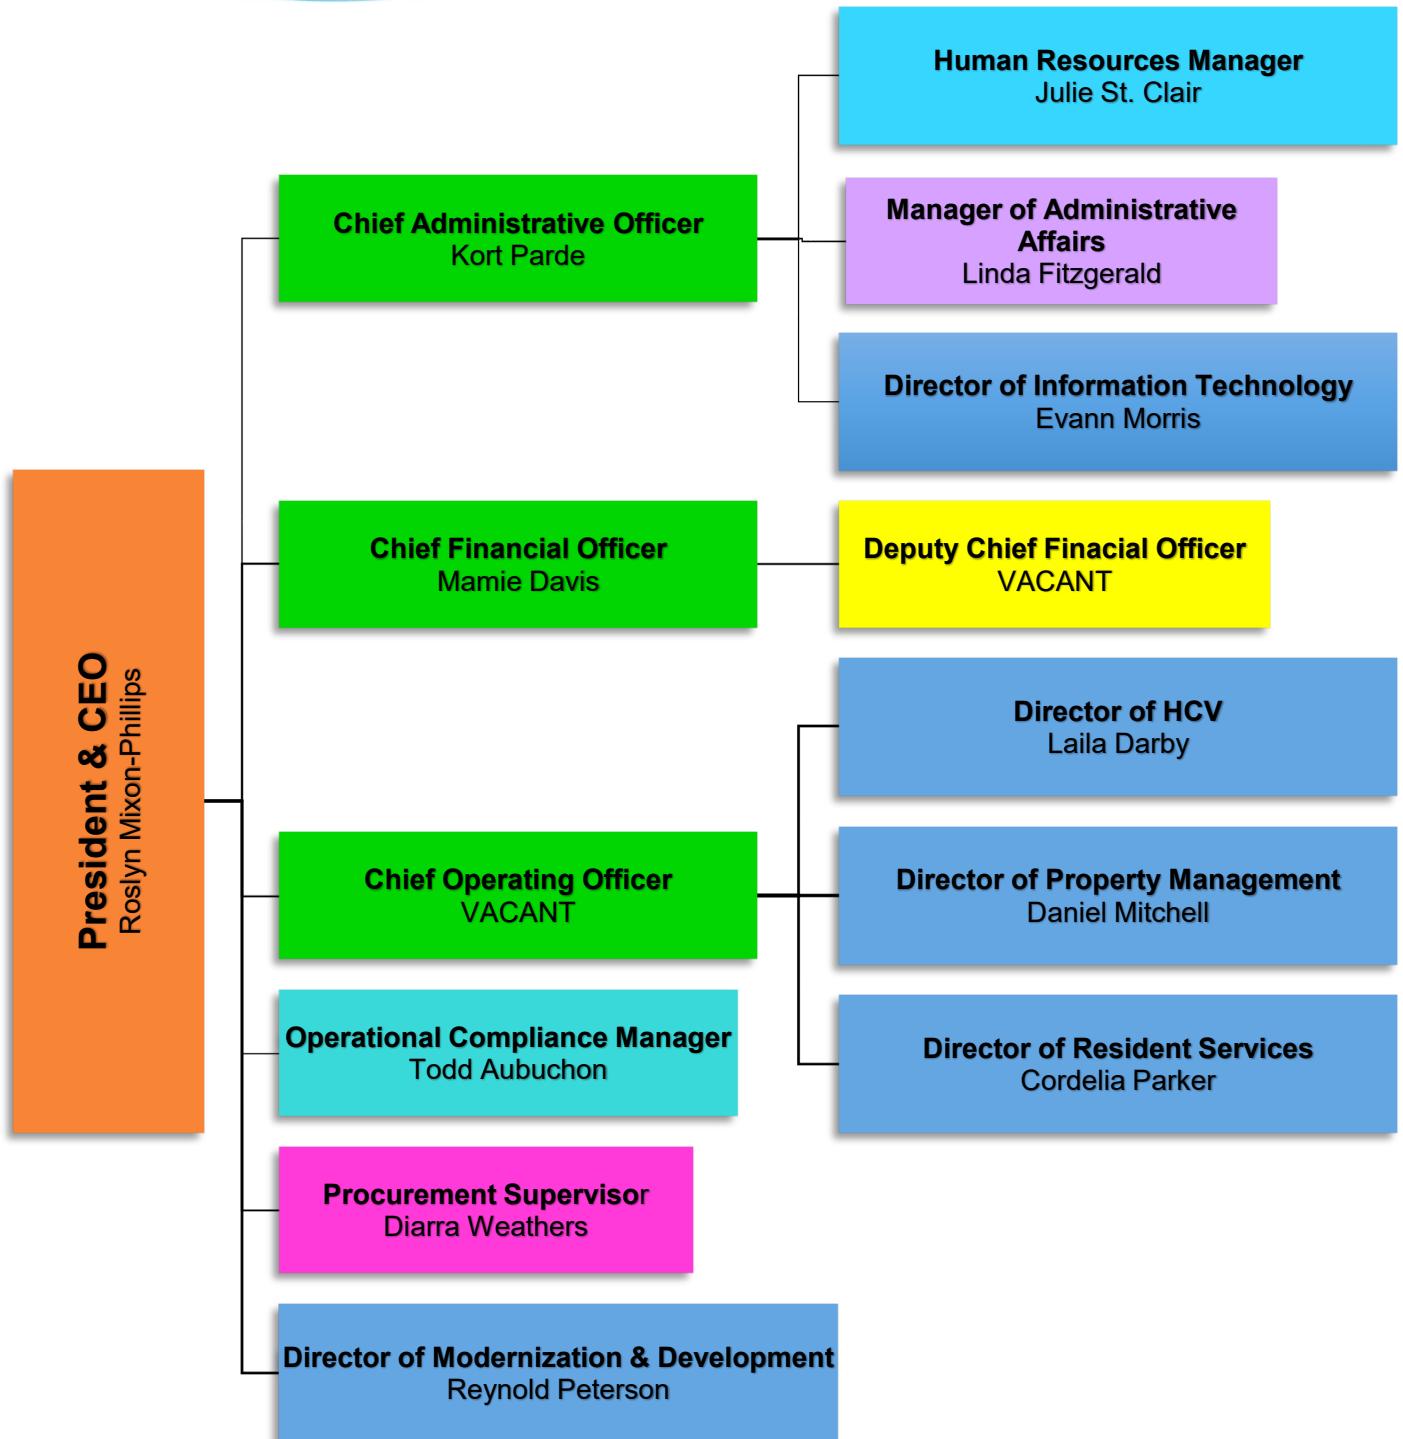 President & CEO
Roslyn Mixon-Phillips
Chief Administrative Officer
Kort Parde
Human Resources Manager
Julie St. Clair
Manager of Administrative
Affairs
Linda Fitzgerald
Director of Information Technology
Evann Morris
Chief Financial Officer
Mamie Davis
Deputy Chief Finacial Officer
VACANT
Chief Operating Officer
VACANT
Director of HCV
Laila Darby
Director of Property Management
Daniel Mitchell
Director of Resident Services
Cordelia Parker
Operational Compliance Manager
Todd Aubuchon
Procurement Supervisor
Diarra Weathers
Director of Modernization & Development
Reynold Peterson